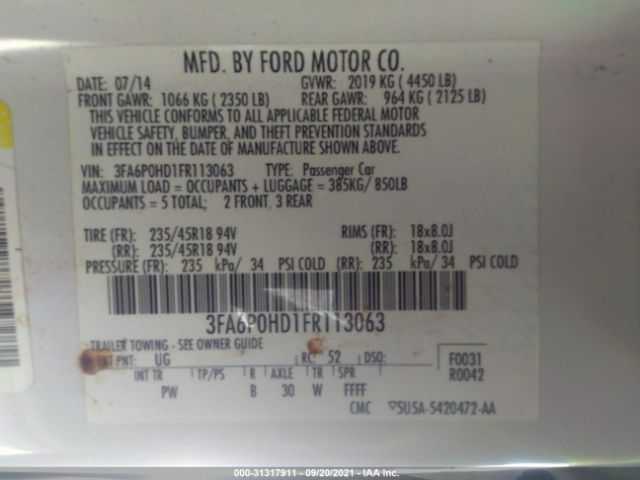 MFD. BY FORD MOTOR CO.
DATE: 07/14 GVWR: 2019 KG ( 4450 LB)
FRONT GAWR: 1066 KG ( 2350 LB) REAR GAWR: 964 KG ( 2125 LB)
THIS VEHICLE CONFORMS TO ALL APPLICABLE FEDERAL MOTOR
VEHICLE SAFETY, BUMPER, AND THEFT PREVENTION STANDARDS
IN EFFECT ON THE DATE OF MANUFACTURE SHOWN ABOVE.
VIN: 3FA6P0HD1FR113063 TYPE: Passenger Car
MAXIMUM LOAD = OCCUPANTS + LUGGAGE = 385KG/ 850LB
OCCUPANTS = 5 TOTAL; 2 FRONT, 3 REAR
TIRE (FR): 235/45R18 94V RIMS (FR): 18x8.0J
(RR): 235/45R18 94V (RR): 18x8.0J
PRESSURE (FR): 235 kPa/ 34 PSI COLD (RR): 235 kPa/ 34 PSI COLD
3FA6P0HD1FR113063
TRAILER TOWING - SEE OWNER GUIDE
EXT PNT: UG RC: 52 DSO: F0031
INT TR TP/PS R AXLE TR SPR R0042
PW B 30 W FFFF
CMC ▽5U5A-5420472-AA
000-31317911 - 09/20/2021 - IAA Inc.